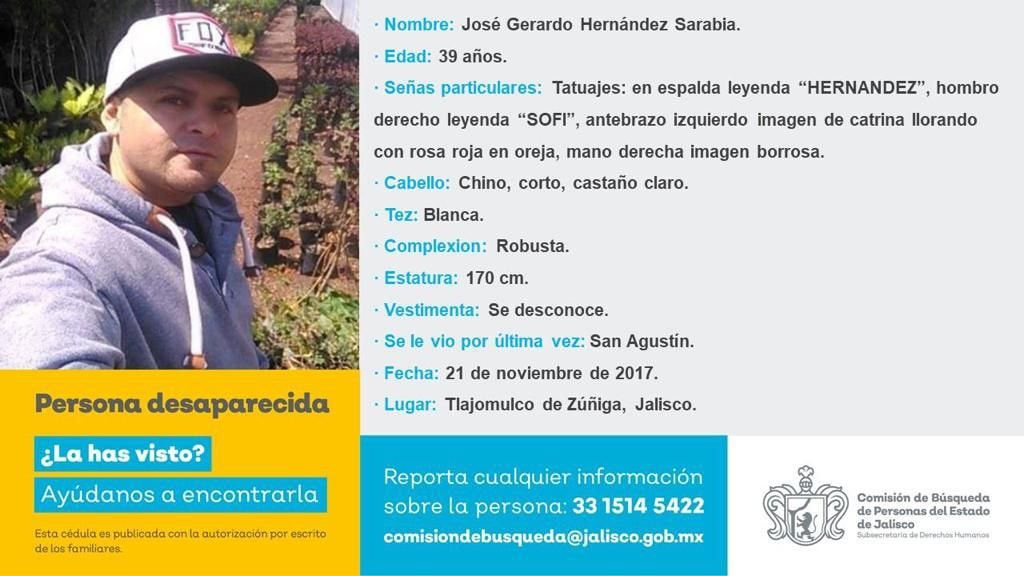 FOX
· Nombre: José Gerardo Hernández Sarabia.
· Edad: 39 años.
· Señas particulares: Tatuajes: en espalda leyenda “HERNANDEZ”, hombro
derecho leyenda “SOFI”, antebrazo izquierdo imagen de catrina llorando
con rosa roja en oreja, mano derecha imagen borrosa.
· Cabello: Chino, corto, castaño claro.
· Tez: Blanca.
· Complexion: Robusta.
· Estatura: 170 cm.
· Vestimenta: Se desconoce.
· Se le vio por última vez: San Agustín.
· Fecha: 21 de noviembre de 2017.
· Lugar: Tlajomulco de Zúñiga, Jalisco.
Persona desaparecida
¿La has visto?
Ayúdanos a encontrarla
Esta cédula es publicada con la autorización por escrito
de los familiares.
Reporta cualquier información
sobre la persona: 33 1514 5422
comisiondebusqueda@jalisco.gob.mx
Comisión de Búsqueda
de Personas del Estado
de Jalisco
Subsecretaría de Derechos Humanos